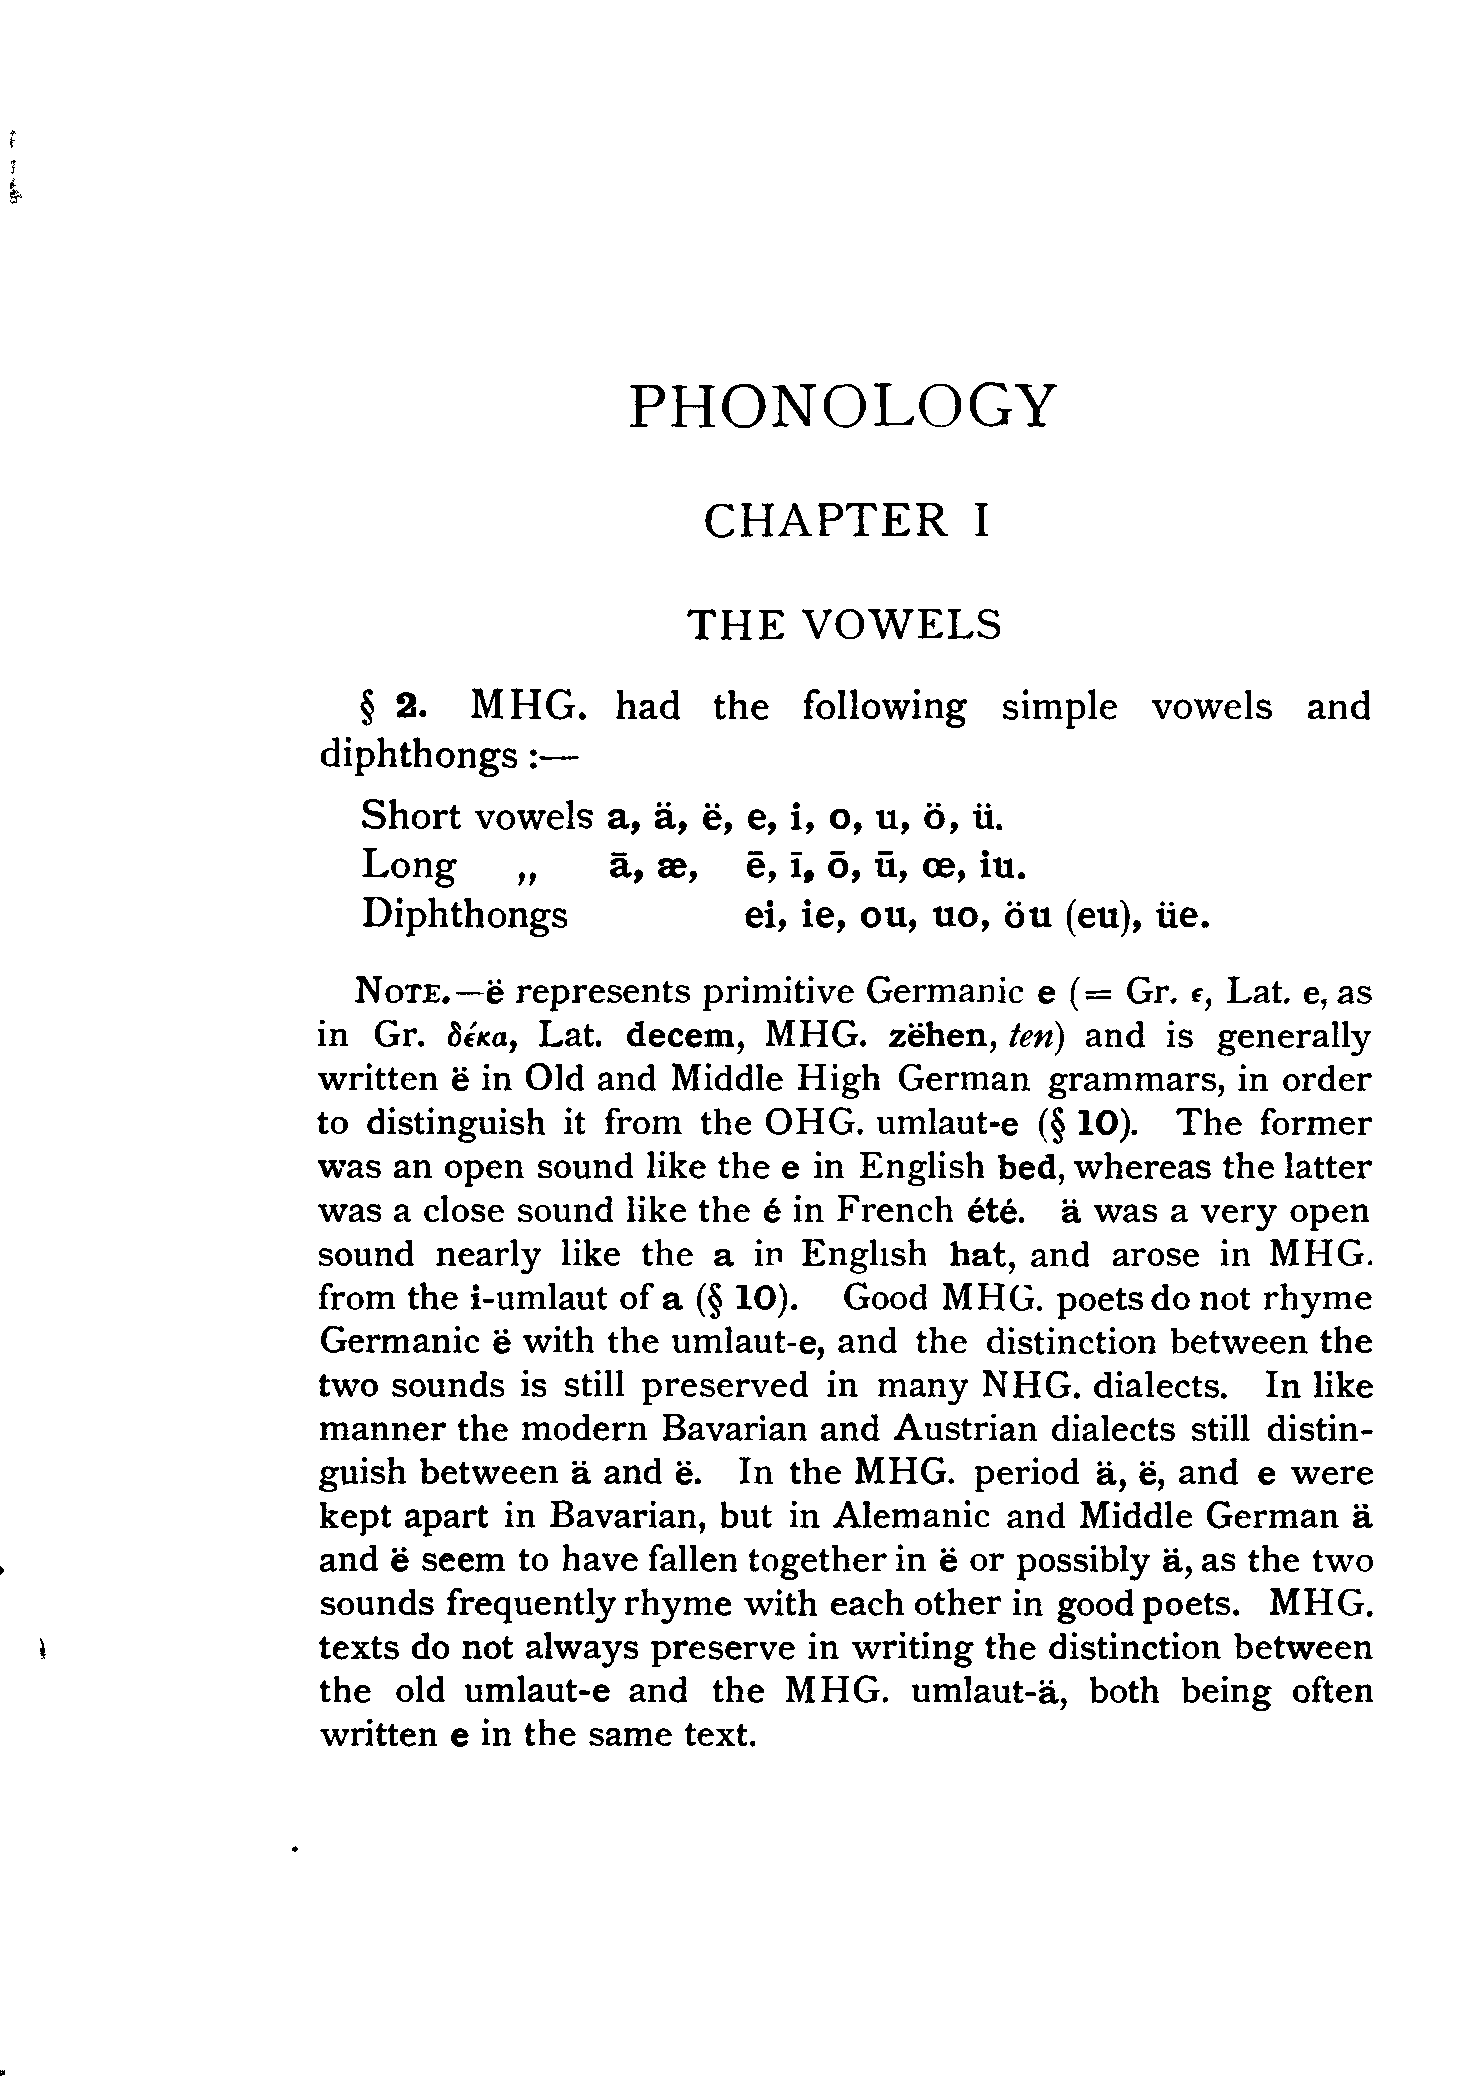 PHONOLOGY
CHAPTER I
THE VOWELS
§ 2. MHG. had the following simple vowels and
diphthongs :—
Short vowels a, ä, ë, e, i, o, u, ö, ü.
Long „ ā, æ, ē, ī, ō, ū, œ, iu.
Diphthongs ei, ie, ou, uo, öu (eu), üe.
NOTE.—ë represents primitive Germanic e (= Gr. ε, Lat. e, as
in Gr. δέκα, Lat. decem, MHG. zëhen, ten) and is generally
written ë in Old and Middle High German grammars, in order
to distinguish it from the OHG. umlaut-e (§ 10). The former
was an open sound like the e in English bed, whereas the latter
was a close sound like the é in French été. ä was a very open
sound nearly like the a in English hat, and arose in MHG.
from the i-umlaut of a (§ 10). Good MHG. poets do not rhyme
Germanic ë with the umlaut-e, and the distinction between the
two sounds is still preserved in many NHG. dialects. In like
manner the modern Bavarian and Austrian dialects still distin-
guish between ä and ë. In the MHG. period ä, ë, and e were
kept apart in Bavarian, but in Alemanic and Middle German ä
and ë seem to have fallen together in ë or possibly ä, as the two
sounds frequently rhyme with each other in good poets. MHG.
texts do not always preserve in writing the distinction between
the old umlaut-e and the MHG. umlaut-ä, both being often
written e in the same text.